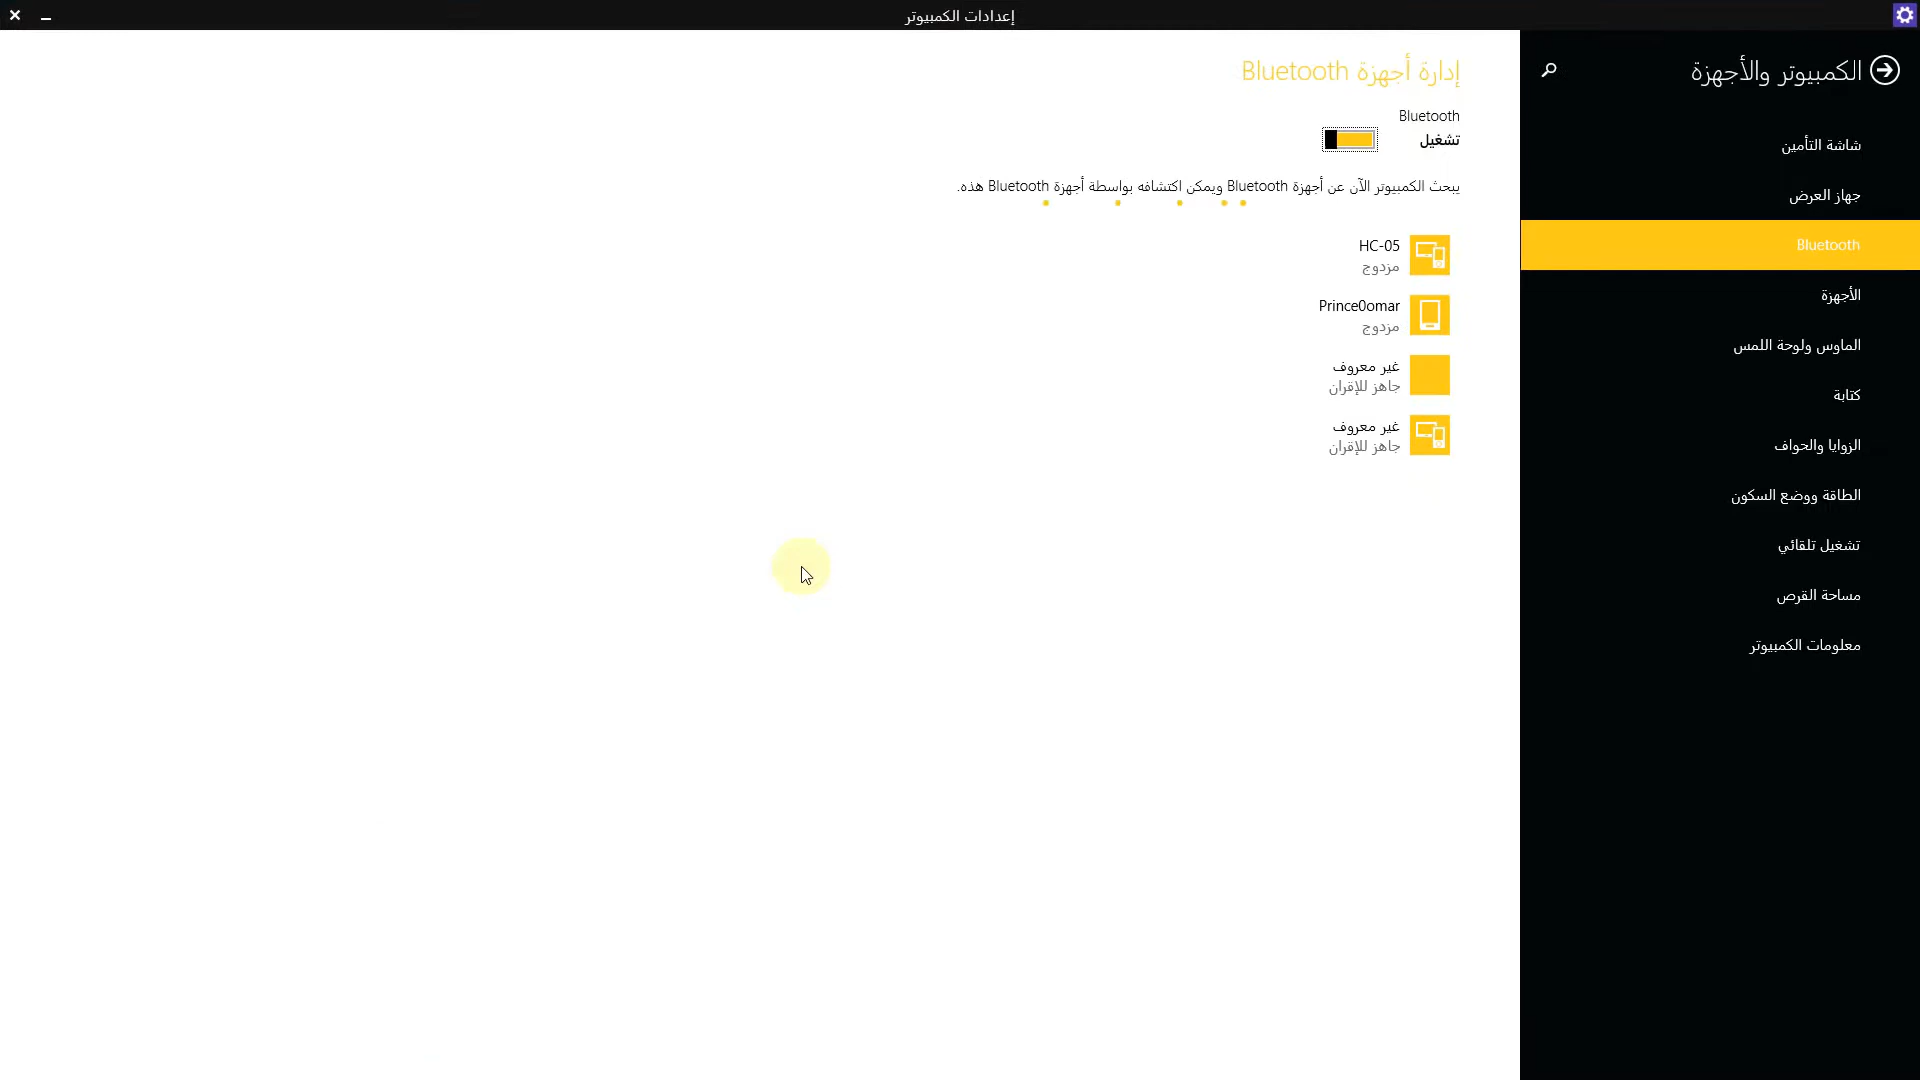 إعدادات الكمبيوتر
الكمبيوتر والأجهزة
شاشة التأمين
جهاز العرض
Bluetooth
الأجهزة
الماوس ولوحة اللمس
كتابة
الزوايا والحواف
الطاقة ووضع السكون
تشغيل تلقائي
مساحة القرص
معلومات الكمبيوتر
إدارة أجهزة Bluetooth
Bluetooth
تشغيل
يبحث الكمبيوتر الآن عن أجهزة Bluetooth ويمكن اكتشافه بواسطة أجهزة Bluetooth هذه.
HC-05
مزدوج
Prince0omar
مزدوج
غير معروف
جاهز للإقران
غير معروف
جاهز للإقران